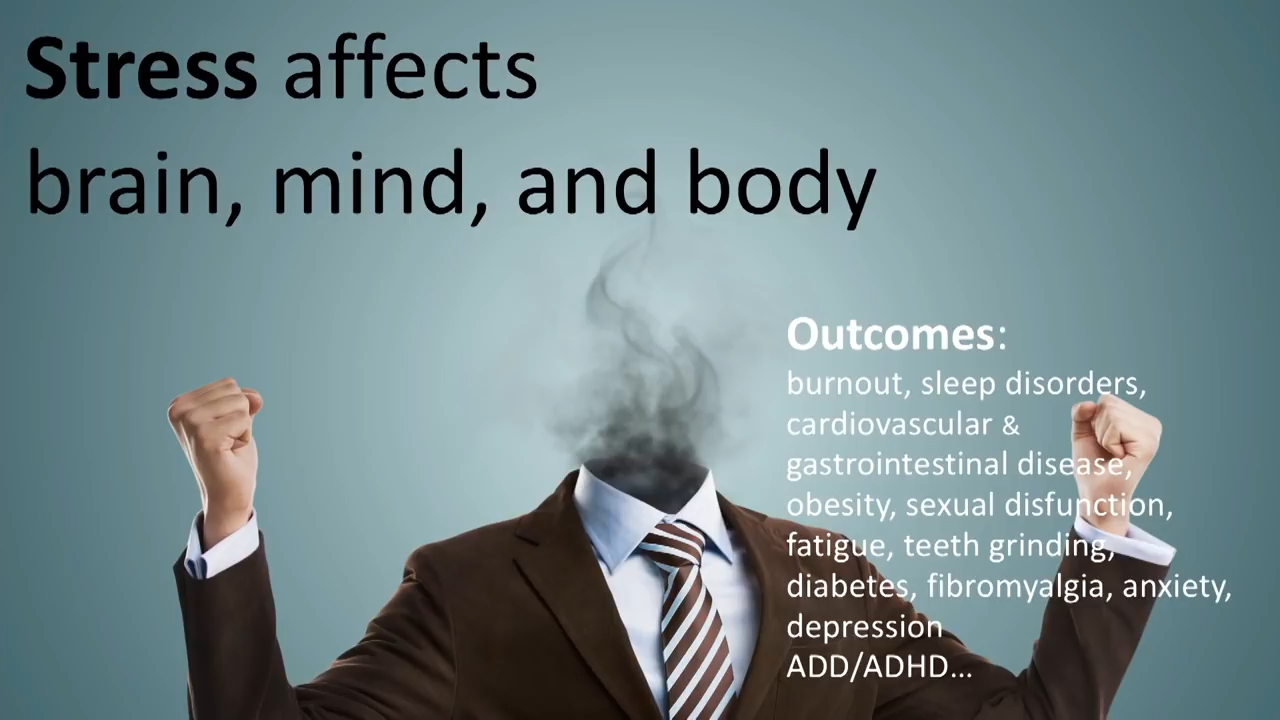 Stress affects
brain, mind, and body
Outcomes:
burnout, sleep disorders,
cardiovascular &
gastrointestinal disease,
obesity, sexual disfunction,
fatigue, teeth grinding,
diabetes, fibromyalgia, anxiety,
depression
ADD/ADHD...